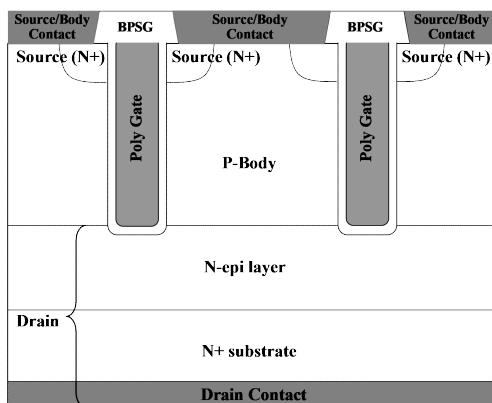 Source/Body
Contact
BPSG
Source/Body
Contact
BPSG
Source/Body
Contact
Source (N+)
Source (N+)
Source (N+)
Poly Gate
Poly Gate
P-Body
N-epi layer
Drain
N+ substrate
Drain Contact